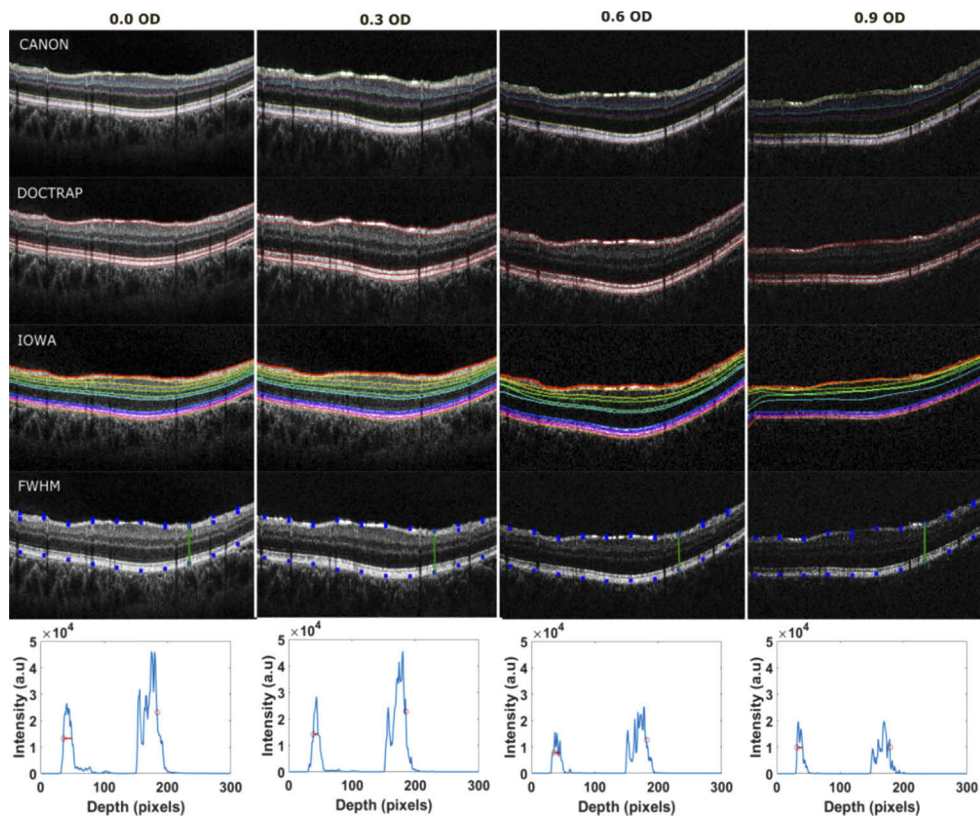 0.0 OD 0.3 OD 0.6 OD 0.9 OD
CANON
DOCTRAP
IOWA
FWHM
×10⁴ ×10⁴ ×10⁴ ×10⁴
Intensity (a.u) Intensity (a.u) Intensity (a.u) Intensity (a.u)
5 5 5 5
4 4 4 4
3 3 3 3
2 2 2 2
1 1 1 1
0 0 0 0
0 100 200 300 0 100 200 300 0 100 200 300 0 100 200 300
Depth (pixels) Depth (pixels) Depth (pixels) Depth (pixels)